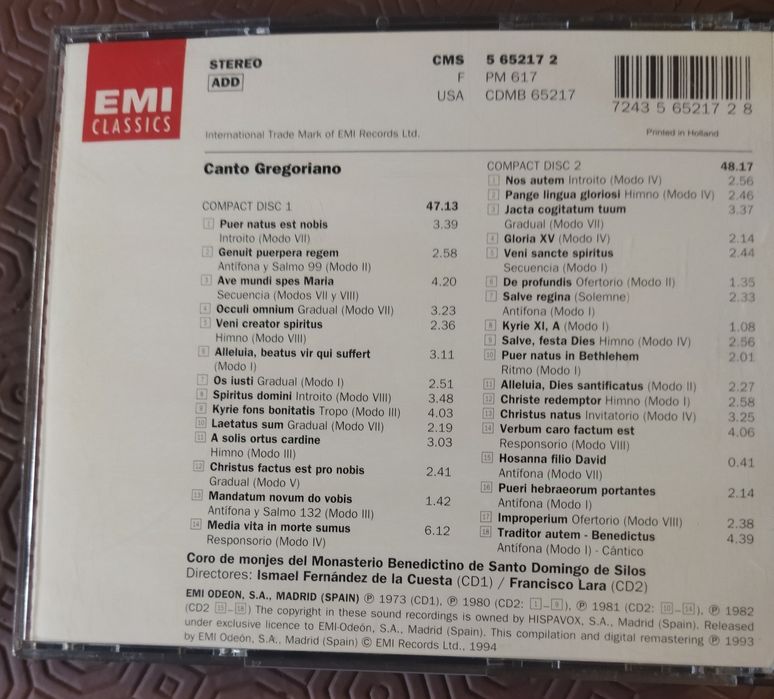 EMI
CLASSICS
STEREO
ADD
CMS 5 65217 2
F PM 617
USA CDMB 65217
7243 5 65217 2 8
International Trade Mark of EMI Records Ltd.
Printed in Holland
Canto Gregoriano
COMPACT DISC 1 47.13
1 Puer natus est nobis 3.39
Introito (Modo VII)
2 Genuit puerpera regem 2.58
Antífona y Salmo 99 (Modo II)
3 Ave mundi spes Maria 4.20
Secuencia (Modos VII y VIII)
4 Occuli omnium Gradual (Modo VII) 3.23
5 Veni creator spiritus 2.36
Himno (Modo VIII)
6 Alleluia, beatus vir qui suffert 3.11
(Modo I)
7 Os iusti Gradual (Modo I) 2.51
8 Spiritus domini Introito (Modo VIII) 3.48
9 Kyrie fons bonitatis Tropo (Modo III) 4.03
10 Laetatus sum Gradual (Modo VII) 2.19
11 A solis ortus cardine 3.03
Himno (Modo III)
12 Christus factus est pro nobis 2.41
Gradual (Modo V)
13 Mandatum novum do vobis 1.42
Antífona y Salmo 132 (Modo III)
14 Media vita in morte sumus 6.12
Responsorio (Modo IV)
COMPACT DISC 2 48.17
1 Nos autem Introito (Modo IV) 2.56
2 Pange lingua gloriosi Himno (Modo IV) 2.46
3 Jacta cogitatum tuum 3.37
Gradual (Modo VII)
4 Gloria XV (Modo IV) 2.14
5 Veni sancte spiritus 2.44
Secuencia (Modo I)
6 De profundis Ofertorio (Modo II) 1.35
7 Salve regina (Solemne) 2.33
Antífona (Modo I)
8 Kyrie XI, A (Modo I) 1.08
9 Salve, festa Dies Himno (Modo IV) 2.56
10 Puer natus in Bethlehem 2.01
Ritmo (Modo I)
11 Alleluia, Dies santificatus (Modo II) 2.27
12 Christe redemptor Himno (Modo I) 2.58
13 Christus natus Invitatorio (Modo IV) 3.25
14 Verbum caro factum est 4.06
Responsorio (Modo VIII)
15 Hosanna filio David 0.41
Antífona (Modo VII)
16 Pueri hebraeorum portantes 2.14
Antífona (Modo I)
17 Improperium Ofertorio (Modo VIII) 2.38
18 Traditor autem - Benedictus 4.39
Antífona (Modo I) - Cántico
Coro de monjes del Monasterio Benedictino de Santo Domingo de Silos
Directores: Ismael Fernández de la Cuesta (CD1) / Francisco Lara (CD2)
EMI ODEON, S.A., MADRID (SPAIN) ℗ 1973 (CD1), ℗ 1980 (CD2: 1–9), ℗ 1981 (CD2: 10–14), ℗ 1982
(CD2 15–18) The copyright in these sound recordings is owned by HISPAVOX, S.A., Madrid (Spain). Released
under exclusive licence to EMI-Odeón, S.A., Madrid (Spain). This compilation and digital remastering ℗ 1993
by EMI Odeón, S.A., Madrid (Spain) © EMI Records Ltd., 1994